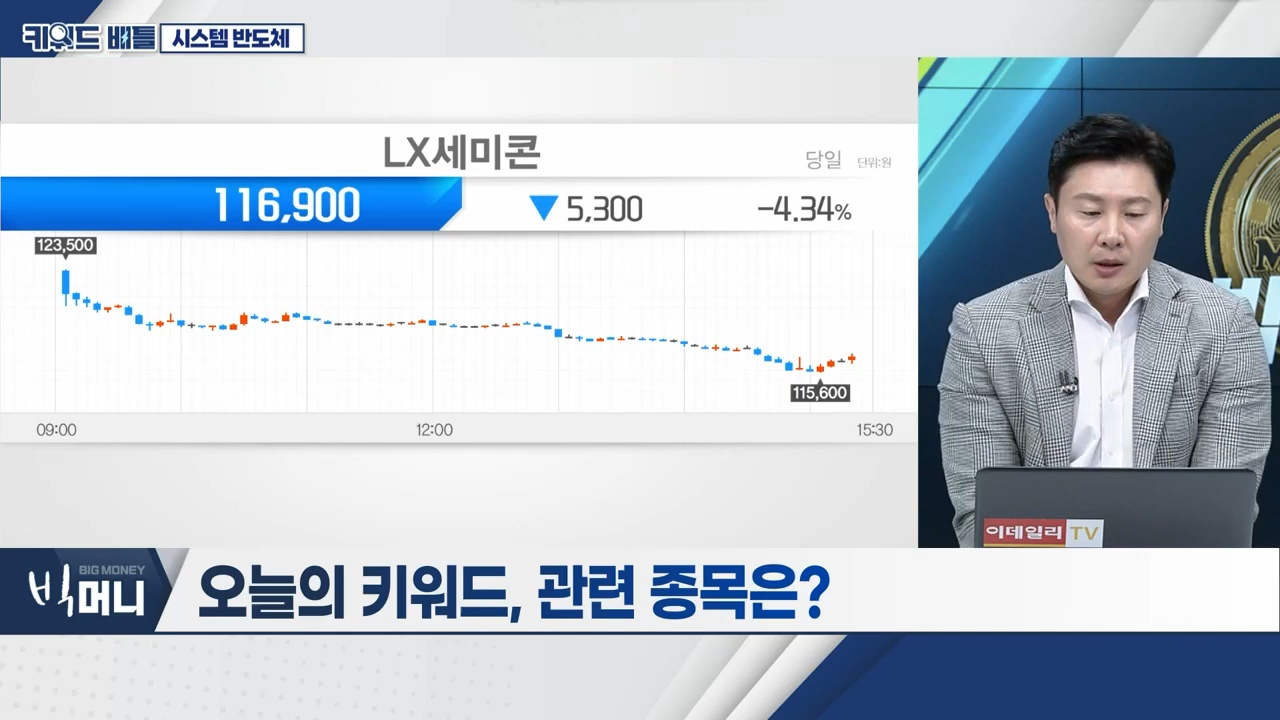 키워드 배틀 시스템 반도체
LX세미콘
당일 단위:원
116,900 ▼ 5,300 -4.34%
123,500
115,600
09:00 12:00 15:30
이데일리 TV
BIG MONEY
빅머니
오늘의 키워드, 관련 종목은?